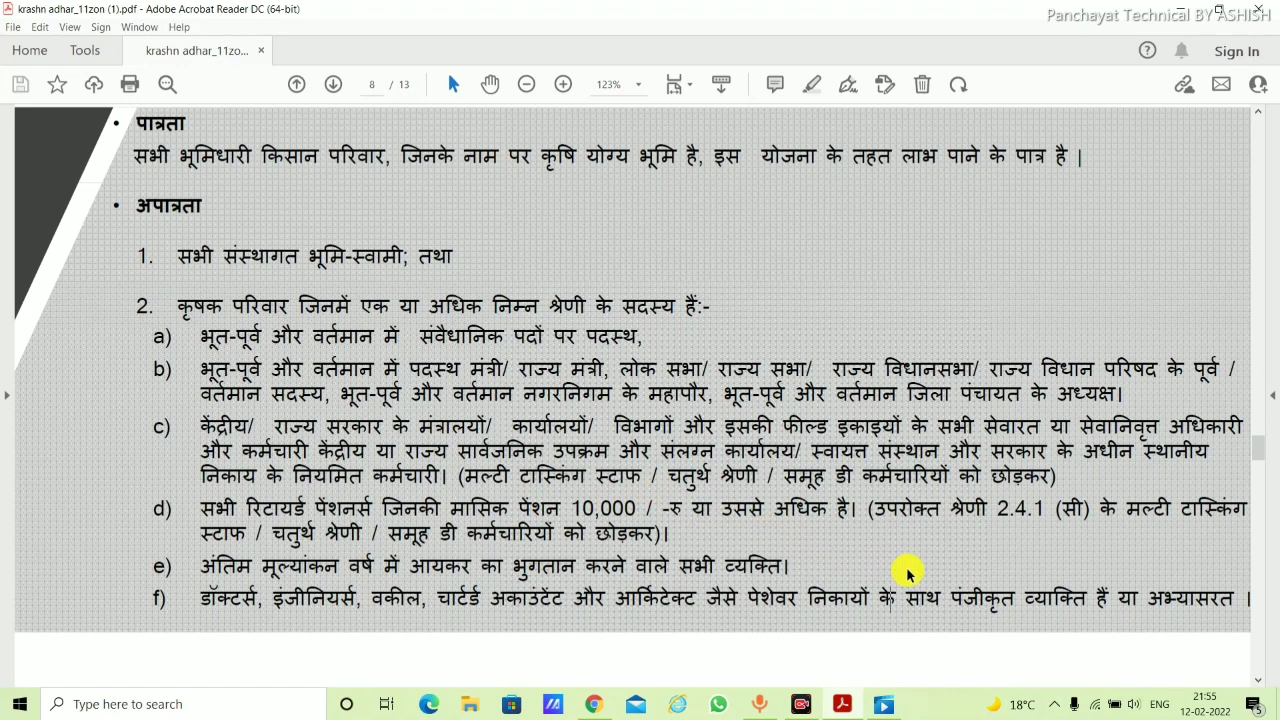 krashn adhar_11zon (1).pdf - Adobe Acrobat Reader DC (64-bit)
Panchayat Technical BY ASHISH
File Edit View Sign Window Help
Home Tools krashn adhar_11zo... × Sign In
8 / 13 123%
• पात्रता
सभी भूमिधारी किसान परिवार, जिनके नाम पर कृषि योग्य भूमि है, इस योजना के तहत लाभ पाने के पात्र है |
• अपात्रता
1. सभी संस्थागत भूमि-स्वामी; तथा
2. कृषक परिवार जिनमें एक या अधिक निम्न श्रेणी के सदस्य हैं:-
a) भूत-पूर्व और वर्तमान में संवैधानिक पदों पर पदस्थ,
b) भूत-पूर्व और वर्तमान में पदस्थ मंत्री/ राज्य मंत्री, लोक सभा/ राज्य सभा/ राज्य विधानसभा/ राज्य विधान परिषद के पूर्व /
वर्तमान सदस्य, भूत-पूर्व और वर्तमान नगरनिगम के महापौर, भूत-पूर्व और वर्तमान जिला पंचायत के अध्यक्ष।
c) केंद्रीय/ राज्य सरकार के मंत्रालयों/ कार्यालयों/ विभागों और इसकी फील्ड इकाइयों के सभी सेवारत या सेवानिवृत्त अधिकारी
और कर्मचारी केंद्रीय या राज्य सार्वजनिक उपक्रम और संलग्न कार्यालय/ स्वायत्त संस्थान और सरकार के अधीन स्थानीय
निकाय के नियमित कर्मचारी। (मल्टी टास्किंग स्टाफ / चतुर्थ श्रेणी / समूह डी कर्मचारियों को छोड़कर)
d) सभी रिटायर्ड पेंशनर्स जिनकी मासिक पेंशन 10,000 / -रु या उससे अधिक है। (उपरोक्त श्रेणी 2.4.1 (सी) के मल्टी टास्किंग
स्टाफ / चतुर्थ श्रेणी / समूह डी कर्मचारियों को छोड़कर)।
e) अंतिम मूल्यांकन वर्ष में आयकर का भुगतान करने वाले सभी व्यक्ति।
f) डॉक्टर्स, इंजीनियर्स, वकील, चार्टर्ड अकाउंटेंट और आर्किटेक्ट जैसे पेशेवर निकायों के साथ पंजीकृत व्यक्ति हैं या अभ्यासरत ।
Type here to search 18°C ENG 21:55
12-02-2022 5